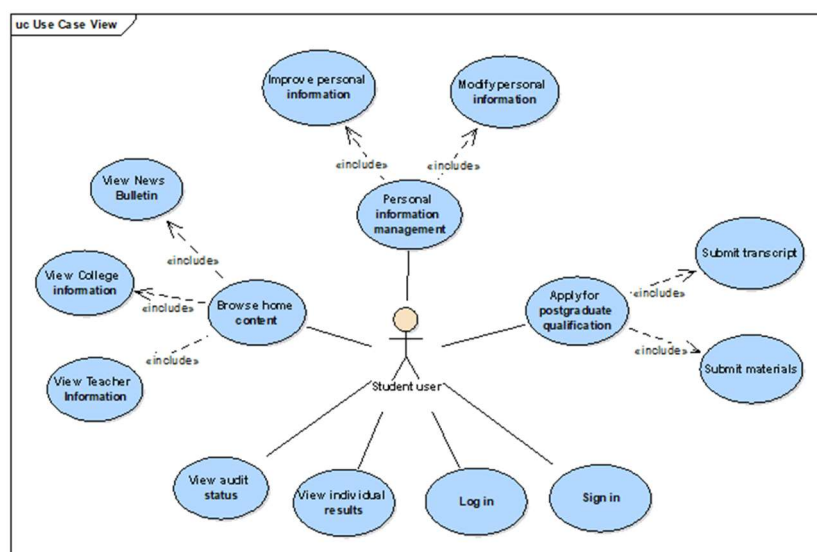 uc Use Case View
Improve personal
information
Modify personal
information
«include»
«include»
View News
Bulletin
Personal
information
management
«include»
Submit transcript
View College
information
«include»
Browse home
content
Apply for
postgraduate
qualification
«include»
«include»
«include»
View Teacher
Information
Submit materials
Student user
View audit
status
View individual
results
Log in
Sign in